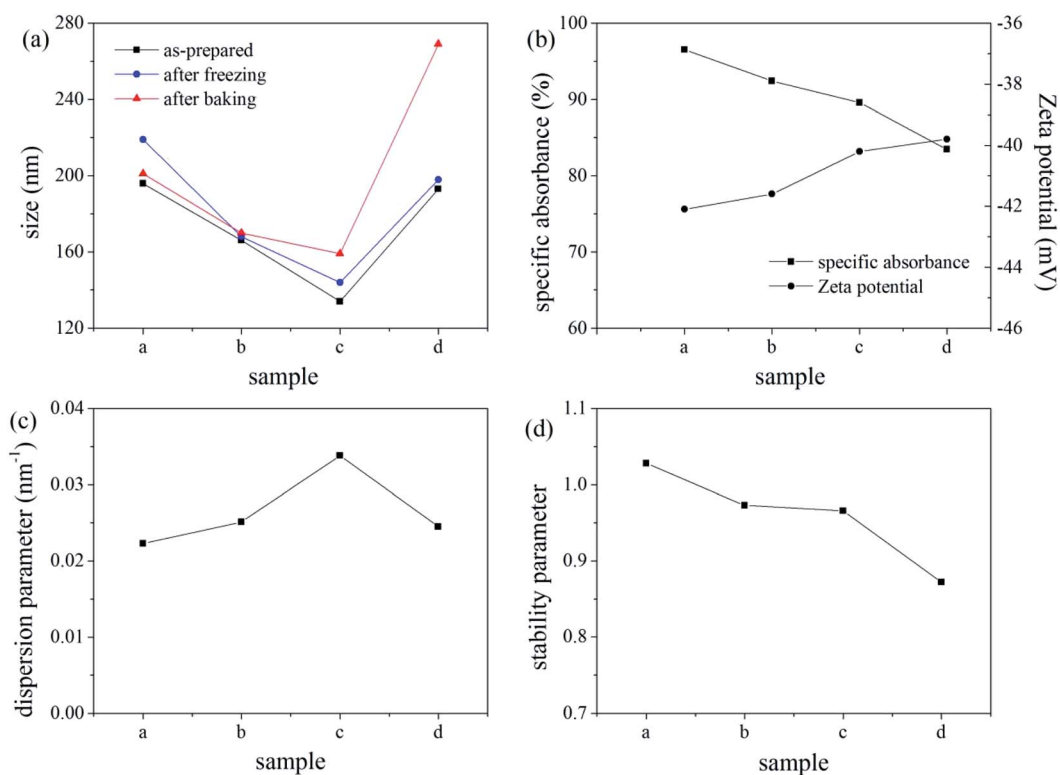 (a)
as-prepared
after freezing
after baking
280
240
200
160
120
size (nm)
a b c d
sample
(b)
100
90
80
70
60
specific absorbance (%)
-36
-38
-40
-42
-44
-46
Zeta potential (mV)
specific absorbance
Zeta potential
a b c d
sample
(c)
0.04
0.03
0.02
0.01
0.00
dispersion parameter (nm⁻¹)
a b c d
sample
(d)
1.1
1.0
0.9
0.8
0.7
stability parameter
a b c d
sample